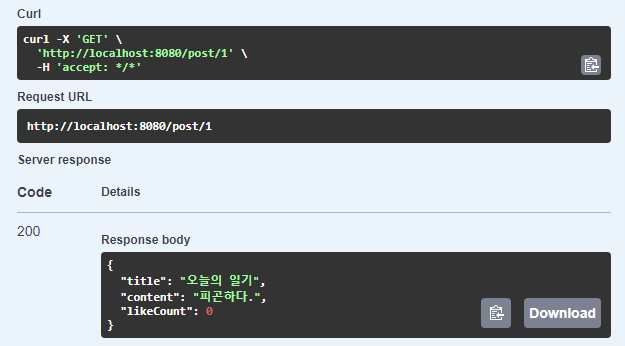 Curl
curl -X 'GET' \
  'http://localhost:8080/post/1' \
  -H 'accept: */*'
Request URL
http://localhost:8080/post/1
Server response
Code Details
200
Response body
{
  "title": "오늘의 일기",
  "content": "피곤하다.",
  "likeCount": 0
}
Download